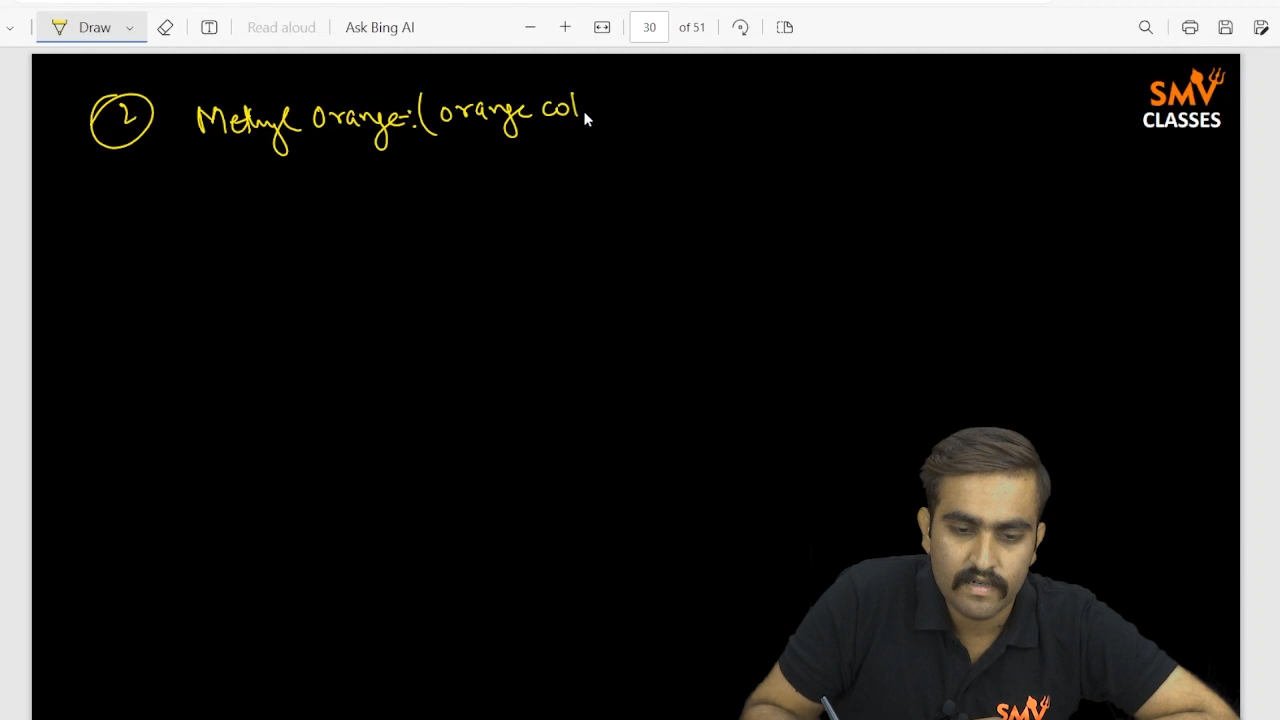 Draw
Read aloud
Ask Bing AI
30 of 51
SMV
CLASSES
2 Methyl Orange:-(orange col
SMV